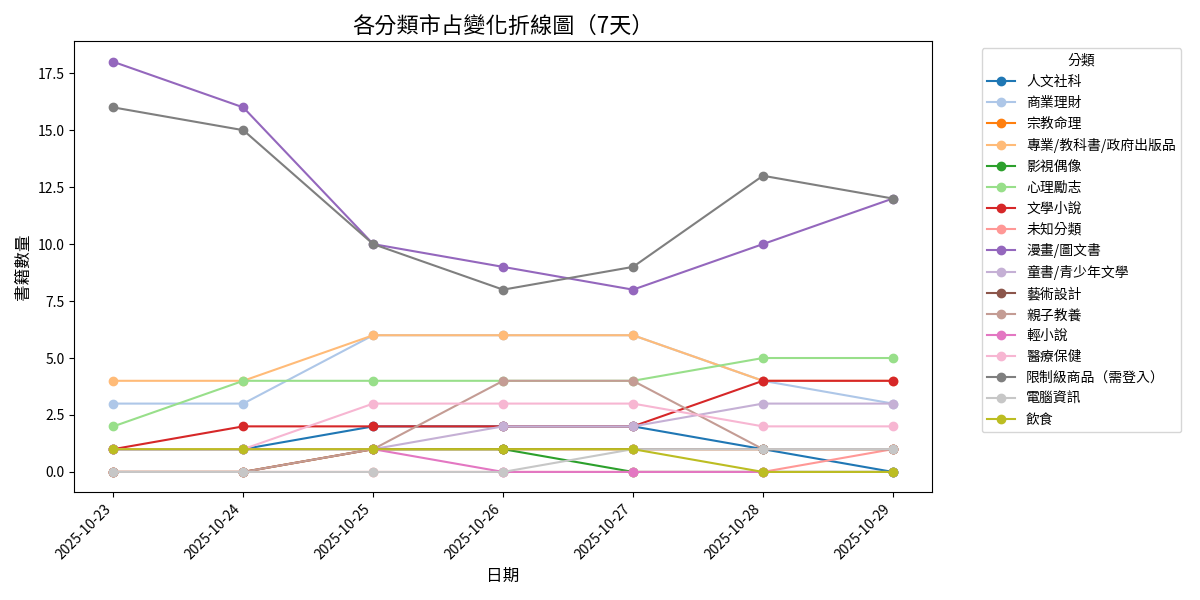 各分類市占變化折線圖（7天）
書籍數量
17.5
15.0
12.5
10.0
7.5
5.0
2.5
0.0
2025-10-23
2025-10-24
2025-10-25
2025-10-26
2025-10-27
2025-10-28
2025-10-29
日期
分類
人文社科
商業理財
宗教命理
專業/教科書/政府出版品
影視偶像
心理勵志
文學小說
未知分類
漫畫/圖文書
童書/青少年文學
藝術設計
親子教養
輕小說
醫療保健
限制級商品（需登入）
電腦資訊
飲食